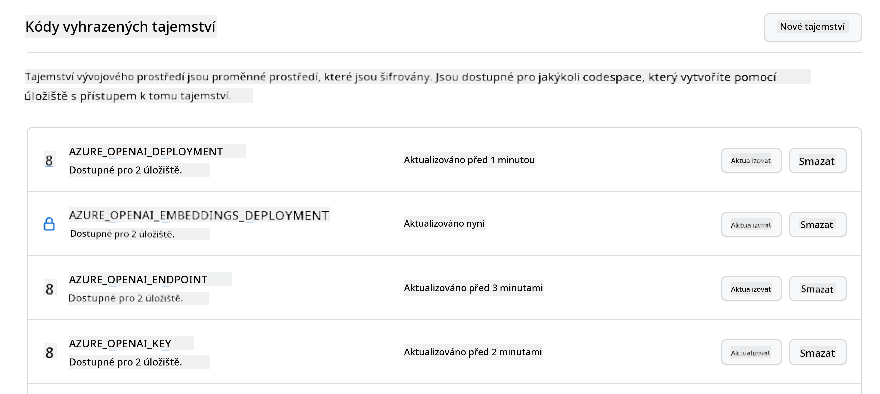 Kódy vyhrazených tajemství
Nové tajemství
Tajemství vývojového prostředí jsou proměnné prostředí, které jsou šifrovány. Jsou dostupné pro jakýkoli codespace, který vytvoříte pomocí
úložiště s přístupem k tomu tajemství.
8 AZURE_OPENAI_DEPLOYMENT
Dostupné pro 2 úložiště.
Aktualizováno před 1 minutou
Aktualizovat
Smazat
AZURE_OPENAI_EMBEDDINGS_DEPLOYMENT
Dostupné pro 2 úložiště.
Aktualizováno nyní
Aktualizovat
Smazat
8 AZURE_OPENAI_ENDPOINT
Dostupné pro 2 úložiště.
Aktualizováno před 3 minutami
Aktualizovat
Smazat
8 AZURE_OPENAI_KEY
Dostupné pro 2 úložiště.
Aktualizováno před 2 minutami
Aktualizovat
Smazat